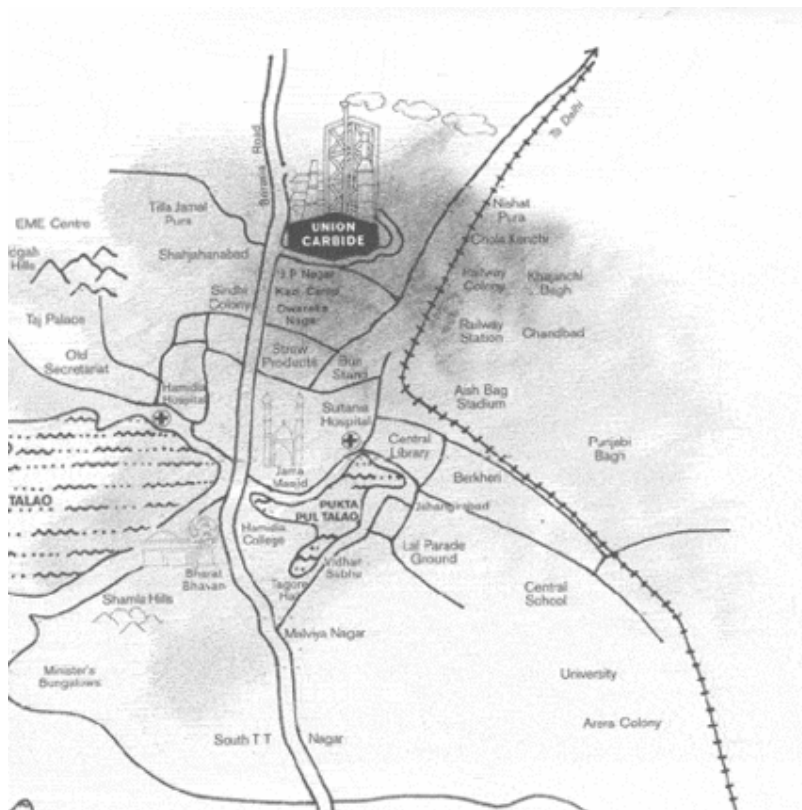 To Delhi
Berasia Road
Tilla Jamal
Pura
Nishat
Pura
EME Centre
UNION
CARBIDE
Chola Kenchi
Shahjahanabad
Hills
J P Nagar
Railway
Colony
Khajanchi
Bagh
Sindhi
Colony
Kazi Camp
Dwaraka
Nagar
Taj Palace
Railway
Station
Chandbad
Old
Secretariat
Straw
Products
Bus
Stand
Hamidia
Hospital
Aish Bag
Stadium
Sultania
Hospital
Central
Library
Punjabi
Bagh
Jama
Masjid
Berkheri
TALAO
PUKTA
PUL TALAO
Jahangirabad
Hamidia
College
Lal Parade
Ground
Vidhan
Sabha
Bharat
Bhavan
Tagore
Hall
Central
School
Shamla Hills
Malviya Nagar
Minister's
Bungalows
University
Arera Colony
South T T Nagar